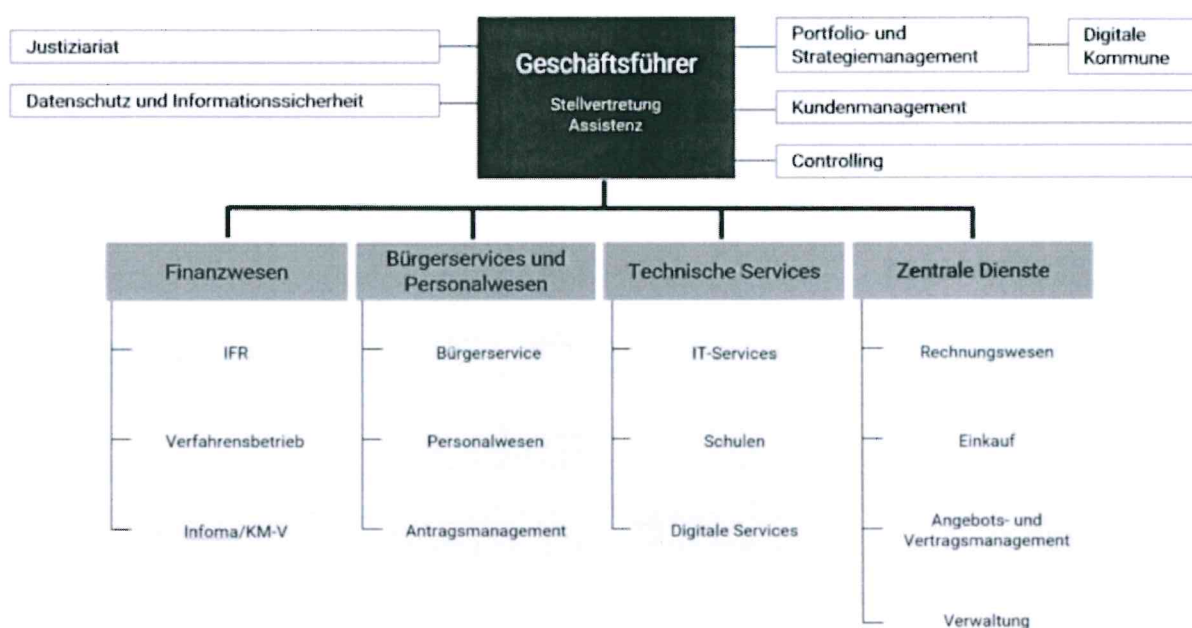 Justiziariat
Datenschutz und Informationssicherheit
Geschäftsführer
Stellvertretung
Assistenz
Portfolio- und
Strategiemanagement
Digitale
Kommune
Kundenmanagement
Controlling
Finanzwesen
IFR
Verfahrensbetrieb
Infoma/KM-V
Bürgerservices und
Personalwesen
Bürgerservice
Personalwesen
Antragsmanagement
Technische Services
IT-Services
Schulen
Digitale Services
Zentrale Dienste
Rechnungswesen
Einkauf
Angebots- und
Vertragsmanagement
Verwaltung